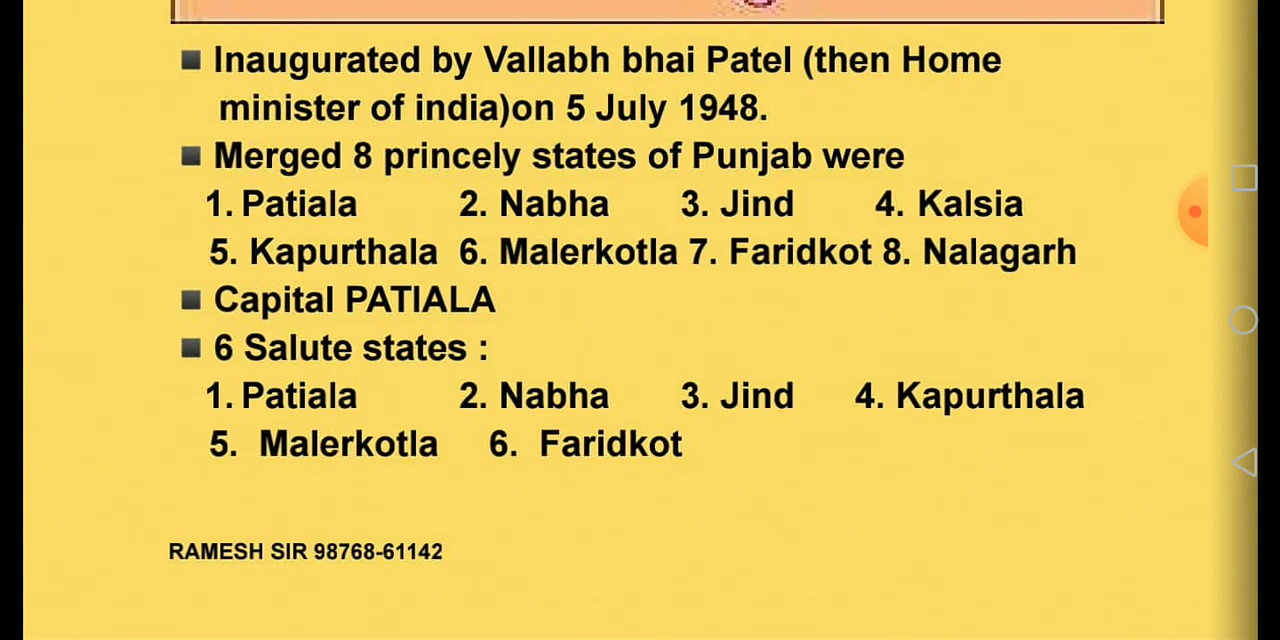 ■ Inaugurated by Vallabh bhai Patel (then Home
minister of india)on 5 July 1948.
■ Merged 8 princely states of Punjab were
1. Patiala 2. Nabha 3. Jind 4. Kalsia
5. Kapurthala 6. Malerkotla 7. Faridkot 8. Nalagarh
■ Capital PATIALA
■ 6 Salute states :
1. Patiala 2. Nabha 3. Jind 4. Kapurthala
5. Malerkotla 6. Faridkot
RAMESH SIR 98768-61142